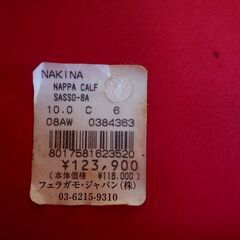 NAKINA
NAPPA CALF
SASSO-8A
10.0 C 6
08AW 0384363
8017581623520
¥123,900
(本体価格 ¥118,000)
フェラガモ・ジャパン(株)
03-6215-9310